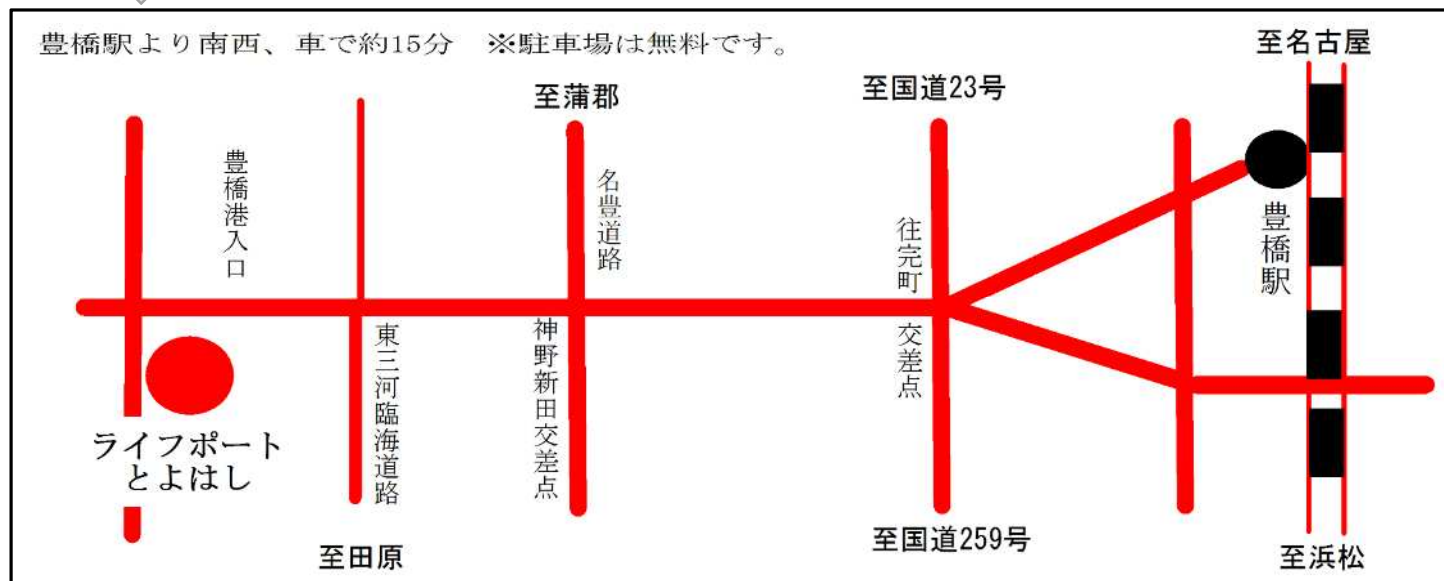 豊橋駅より南西、車で約15分　※駐車場は無料です。
至名古屋
至蒲郡
至国道23号
豊橋港入口
名豊道路
往完町
交差点
豊橋駅
東三河臨海道路
神野新田交差点
ライフポート
とよはし
至田原
至国道259号
至浜松